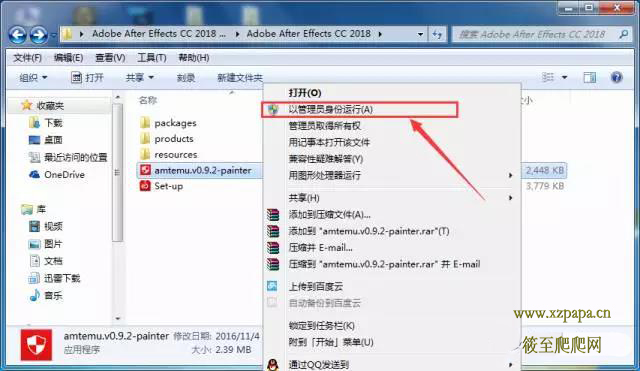 Adobe After Effects CC 2018 ... Adobe After Effects CC 2018
搜索 Adobe After Effects CC 2018
文件(F) 编辑(E) 查看(V) 工具(T) 帮助(H)
组织 打开 共享 刻录 新建文件夹
收藏夹
下载
桌面
最近访问的位置
OneDrive
库
视频
图片
文档
迅雷下载
音乐
名称
大小
packages
products
resources
amtemu.v0.9.2-painter
2,448 KB
Set-up
3,779 KB
打开(O)
以管理员身份运行(A)
管理员取得所有权
用记事本打开该文件
兼容性疑难解答(Y)
用图形处理器运行
共享(H)
添加到压缩文件(A)...
添加到 "amtemu.v0.9.2-painter.rar"(T)
压缩并 E-mail...
压缩到 "amtemu.v0.9.2-painter.rar" 并 E-mail
上传到百度云
自动备份到百度云
锁定到任务栏(K)
附到「开始」菜单(U)
通过QQ发送到
amtemu.v0.9.2-painter 修改日期: 2016/11/4
应用程序 大小: 2.39 MB
www.xzpapa.cn
筱至爬爬网